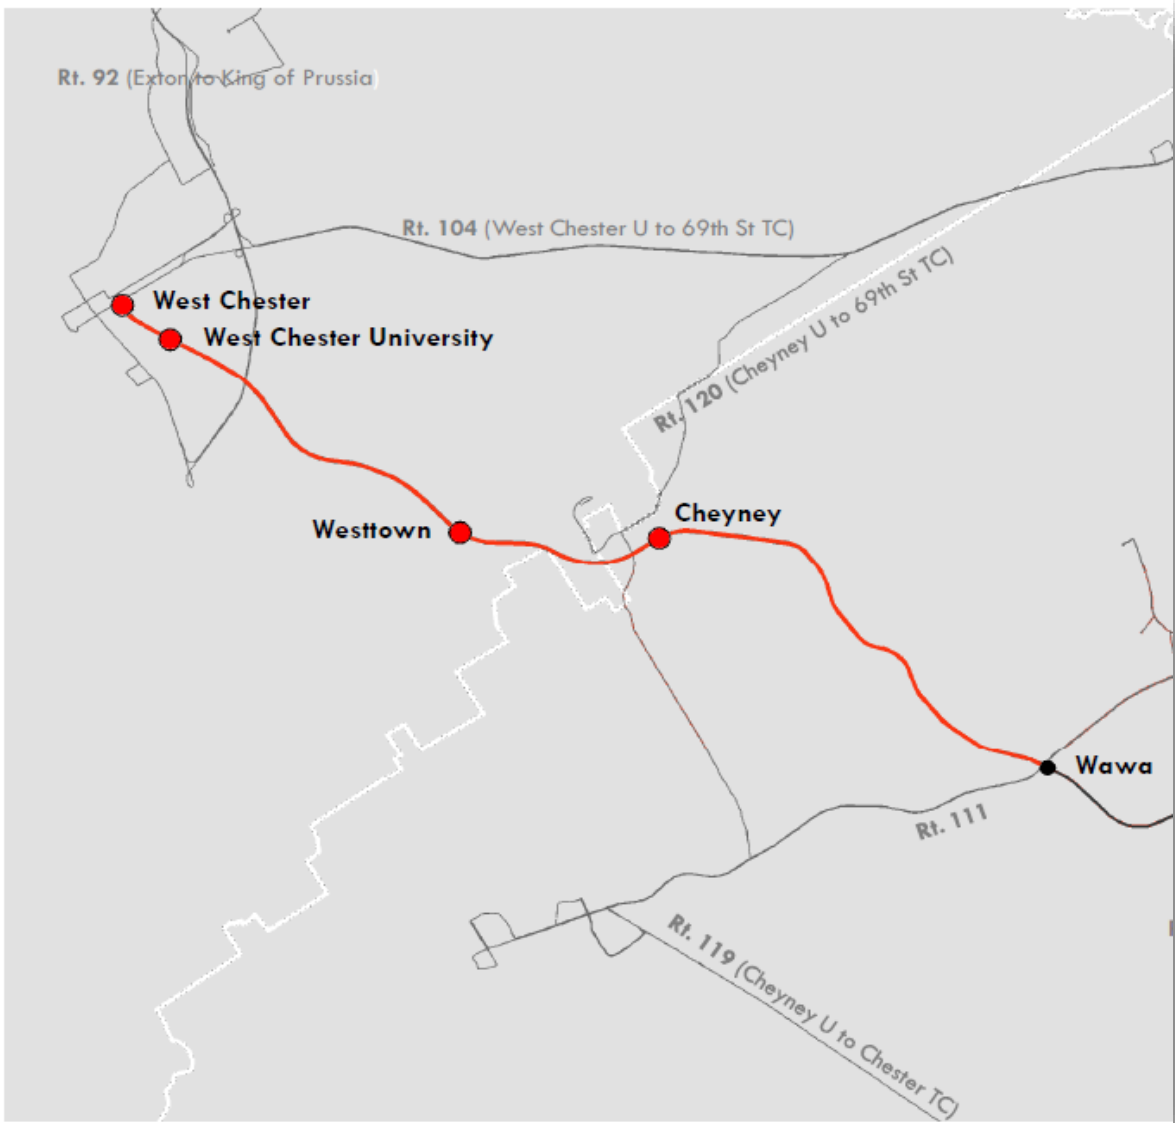 Rt. 92 (Exton to King of Prussia)
Rt. 104 (West Chester U to 69th St TC)
Rt. 120 (Cheyney U to 69th St TC)
West Chester
West Chester University
Westtown
Cheyney
Wawa
Rt. 111
Rt. 119 (Cheyney U to Chester TC)